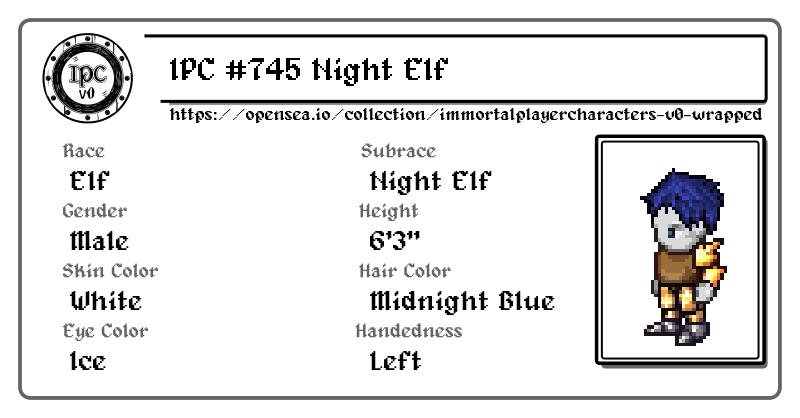 IPC v0
IPC #745 Night Elf
https://opensea.io/collection/immortalplayercharacters-v0-wrapped
Race
Elf
Subrace
Night Elf
Gender
Male
Height
6'3"
Skin Color
White
Hair Color
Midnight Blue
Eye Color
Ice
Handedness
Left